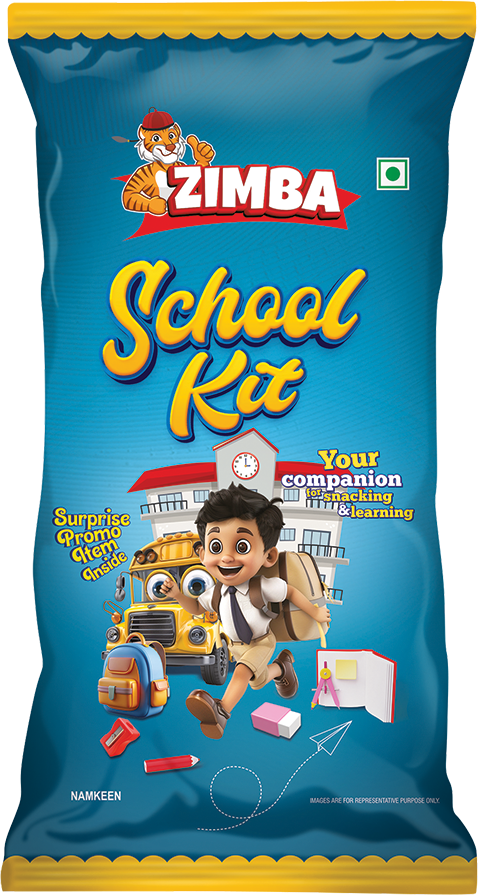 ZIMBA
School
Kit
Your
companion
for snacking
& learning
Surprise
Promo
Item
Inside
NAMKEEN
IMAGES ARE FOR REPRESENTATIVE PURPOSE ONLY.